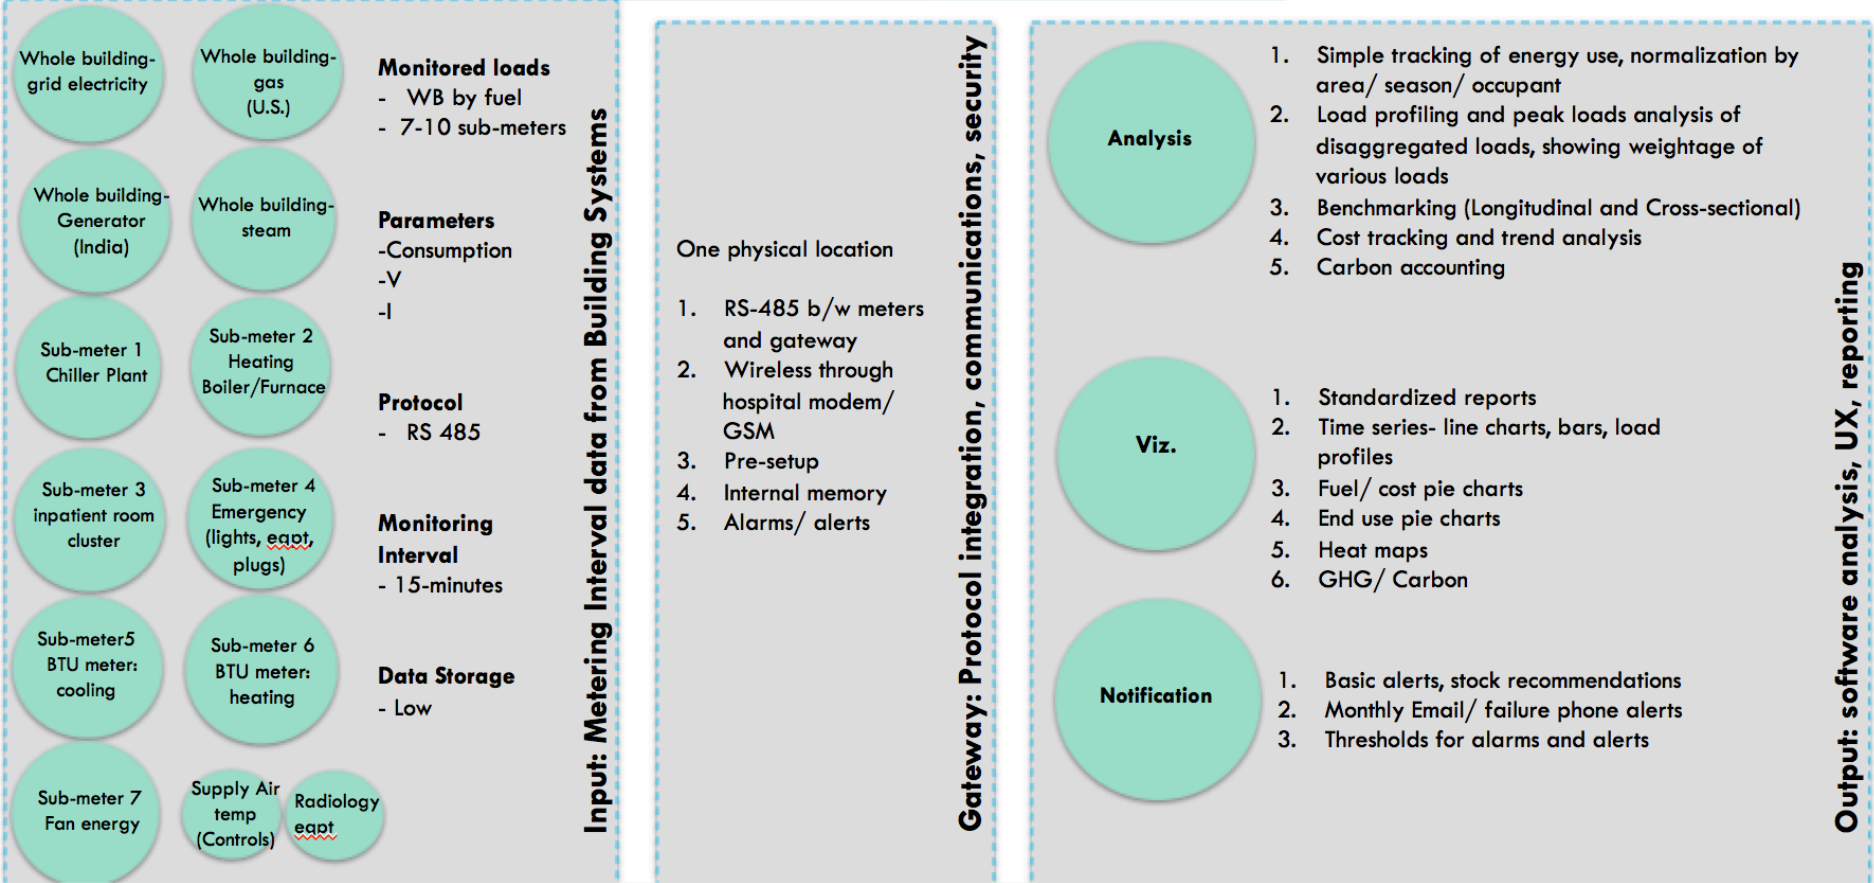 Whole building-
grid electricity
Whole building-
gas
(U.S.)
Whole building-
Generator
(India)
Whole building-
steam
Sub-meter 1
Chiller Plant
Sub-meter 2
Heating
Boiler/Furnace
Sub-meter 3
inpatient room
cluster
Sub-meter 4
Emergency
(lights, eqpt,
plugs)
Sub-meter5
BTU meter:
cooling
Sub-meter 6
BTU meter:
heating
Sub-meter 7
Fan energy
Supply Air
temp
(Controls)
Radiology
eqpt
Monitored loads
- WB by fuel
- 7-10 sub-meters
Parameters
-Consumption
-V
-I
Protocol
- RS 485
Monitoring
Interval
- 15-minutes
Data Storage
- Low
Input: Metering Interval data from Building Systems
One physical location
1. RS-485 b/w meters
and gateway
2. Wireless through
hospital modem/
GSM
3. Pre-setup
4. Internal memory
5. Alarms/ alerts
Gateway: Protocol integration, communications, security
Analysis
1. Simple tracking of energy use, normalization by
area/ season/ occupant
2. Load profiling and peak loads analysis of
disaggregated loads, showing weightage of
various loads
3. Benchmarking (Longitudinal and Cross-sectional)
4. Cost tracking and trend analysis
5. Carbon accounting
Viz.
1. Standardized reports
2. Time series- line charts, bars, load
profiles
3. Fuel/ cost pie charts
4. End use pie charts
5. Heat maps
6. GHG/ Carbon
Notification
1. Basic alerts, stock recommendations
2. Monthly Email/ failure phone alerts
3. Thresholds for alarms and alerts
Output: software analysis, UX, reporting